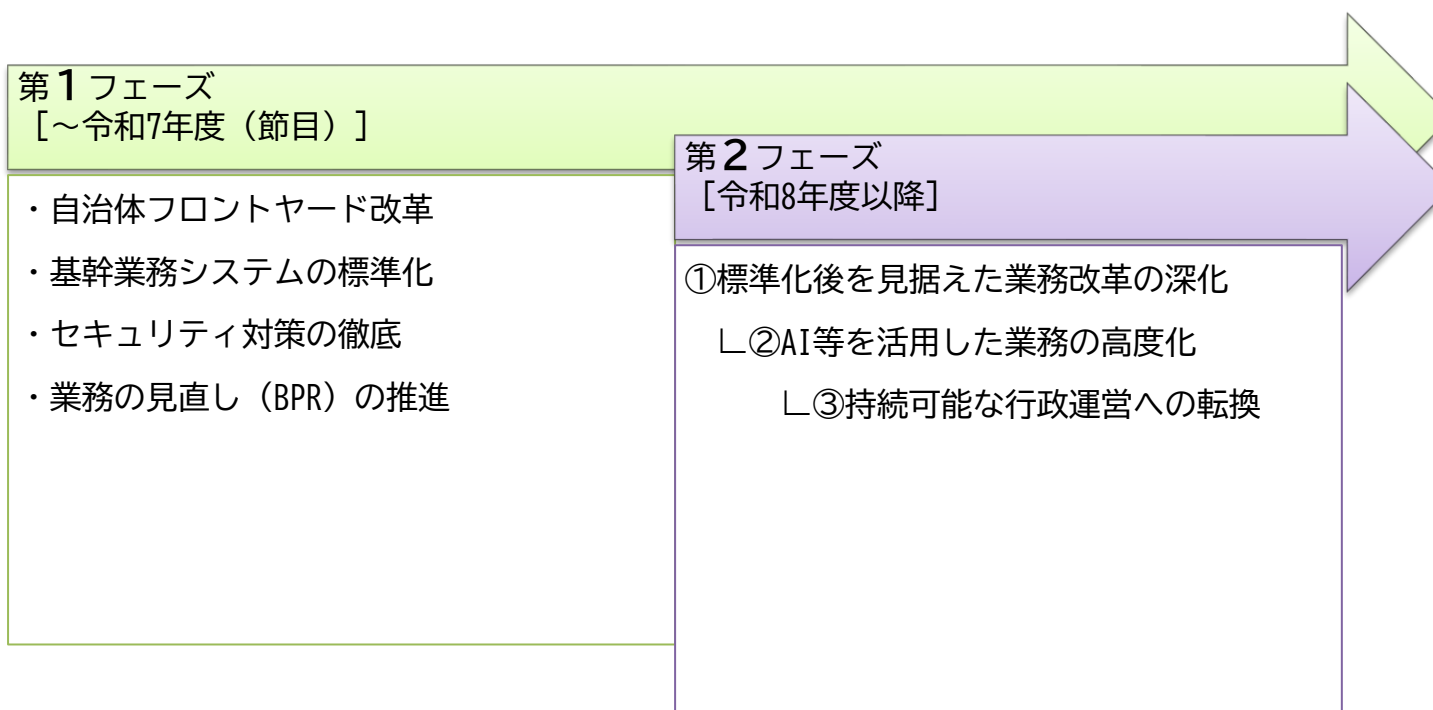 第１フェーズ
［～令和7年度（節目）］
・自治体フロントヤード改革
・基幹業務システムの標準化
・セキュリティ対策の徹底
・業務の見直し（BPR）の推進
第２フェーズ
［令和8年度以降］
①標準化後を見据えた業務改革の深化
∟②AI等を活用した業務の高度化
∟③持続可能な行政運営への転換